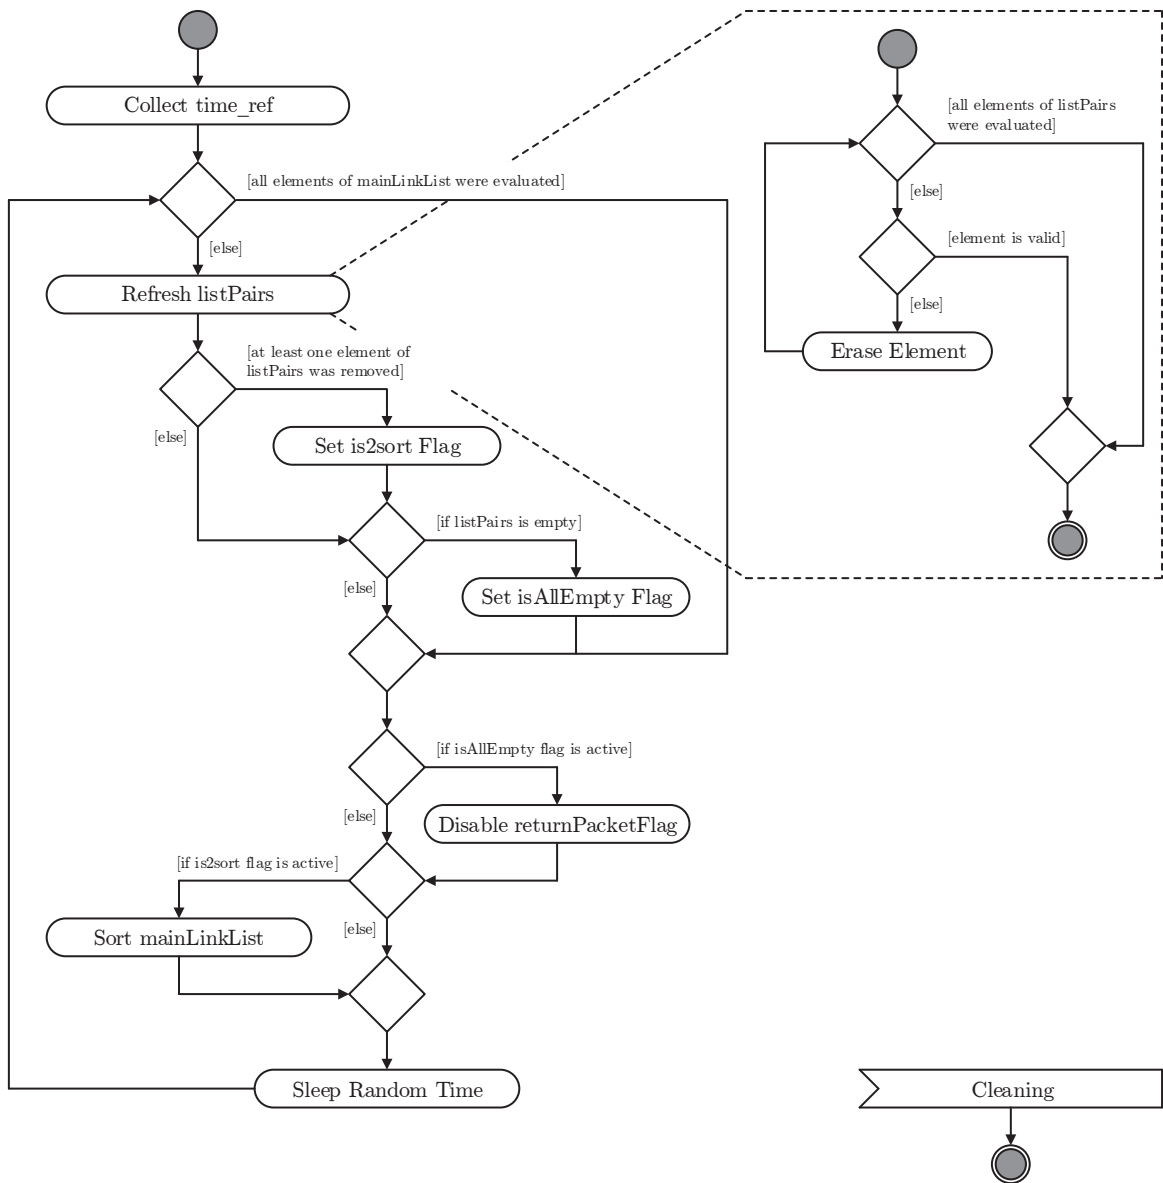 Collect time_ref
[all elements of mainLinkList were evaluated]
[else]
Refresh listPairs
[at least one element of
listPairs was removed]
[else]
Set is2sort Flag
[if listPairs is empty]
[else]
Set isAllEmpty Flag
[if isAllEmpty flag is active]
[else]
Disable returnPacketFlag
[if is2sort flag is active]
[else]
Sort mainLinkList
Sleep Random Time
[all elements of listPairs
were evaluated]
[else]
[element is valid]
[else]
Erase Element
Cleaning